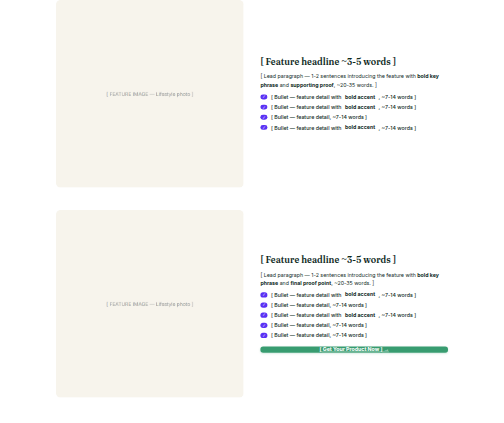 [ FEATURE IMAGE — Lifestyle photo ]
[ Feature headline ~3-5 words ]
[ Lead paragraph — 1-2 sentences introducing the feature with bold key
phrase and supporting proof, ~20-35 words. ]
[ Bullet — feature detail with bold accent , ~7-14 words ]
[ Bullet — feature detail with bold accent , ~7-14 words ]
[ Bullet — feature detail, ~7-14 words ]
[ Bullet — feature detail with bold accent , ~7-14 words ]
[ FEATURE IMAGE — Lifestyle photo ]
[ Feature headline ~3-5 words ]
[ Lead paragraph — 1-2 sentences introducing the feature with bold key
phrase and final proof point, ~20-35 words. ]
[ Bullet — feature detail with bold accent , ~7-14 words ]
[ Bullet — feature detail, ~7-14 words ]
[ Bullet — feature detail with bold accent , ~7-14 words ]
[ Bullet — feature detail, ~7-14 words ]
[ Bullet — feature detail, ~7-14 words ]
[ Get Your Product Now ]